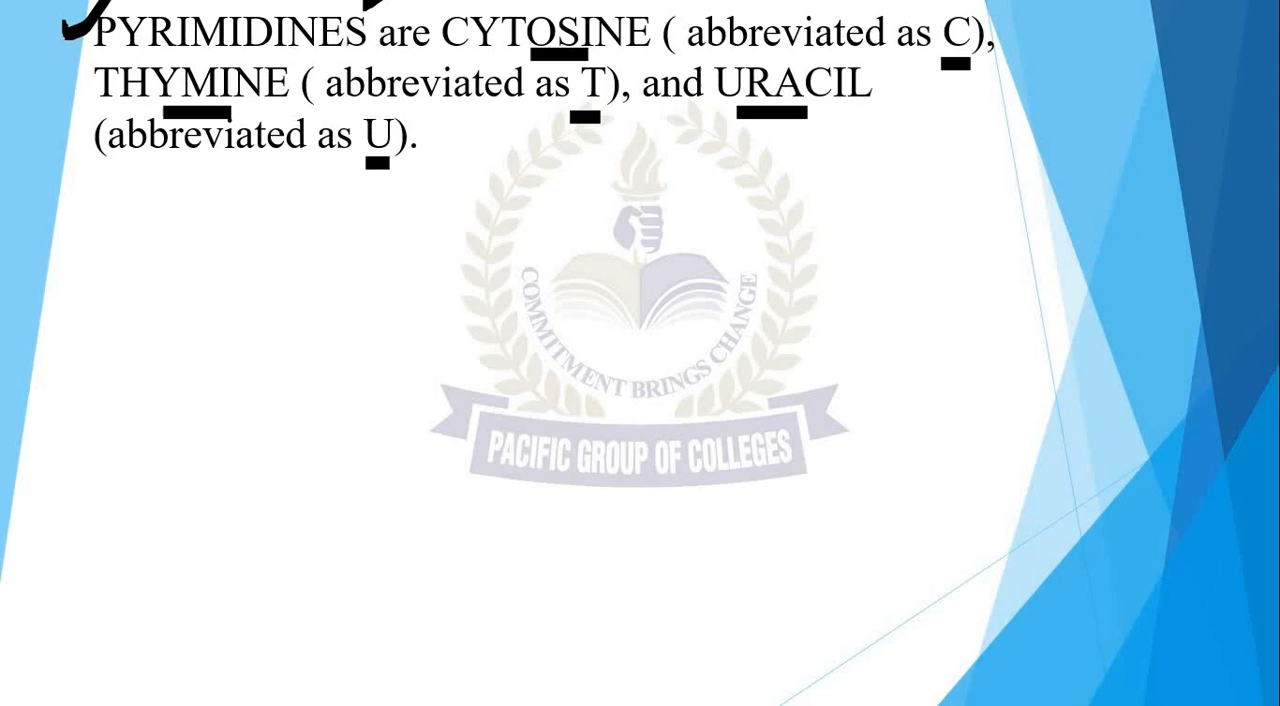 PYRIMIDINES are CYTOSINE ( abbreviated as C),
THYMINE ( abbreviated as T), and URACIL
(abbreviated as U).
COMMITMENT BRINGS CHANGE
PACIFIC GROUP OF COLLEGES